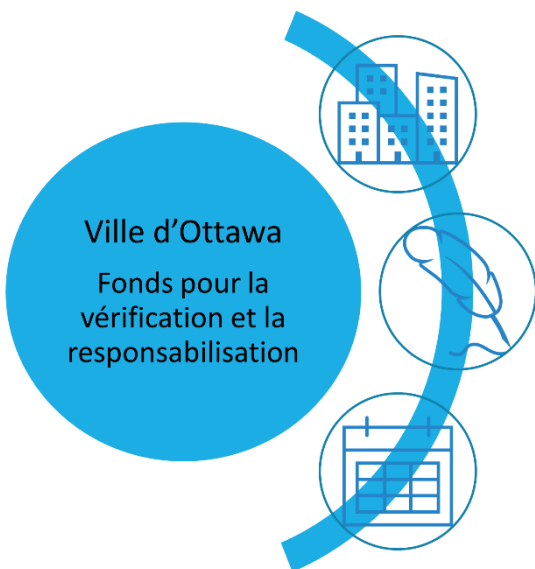 Ville d’Ottawa
Fonds pour la
vérification et la
responsabilisation